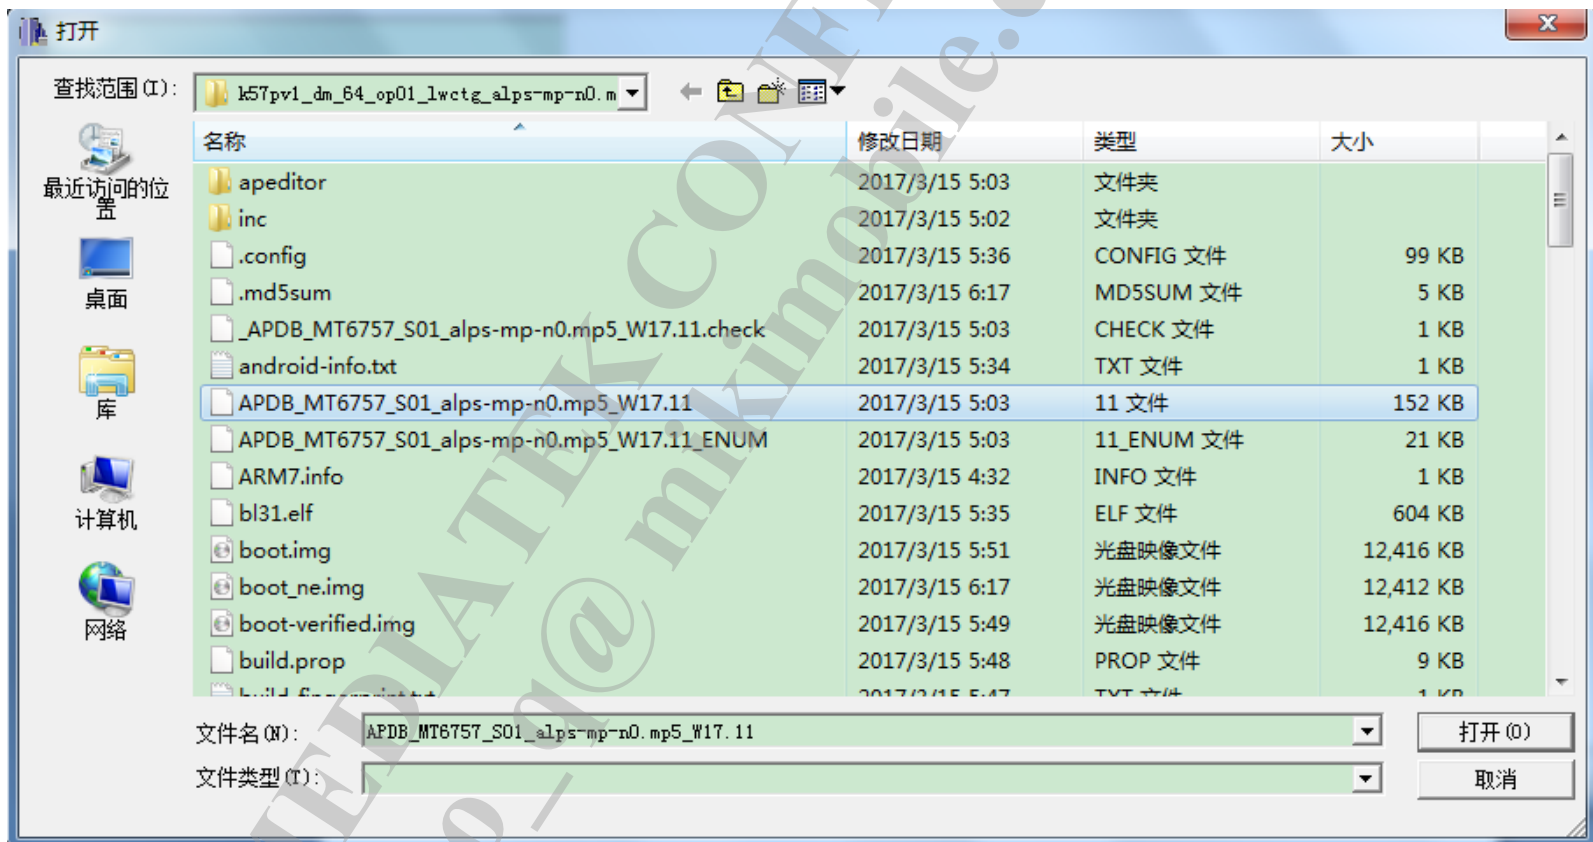 打开
查找范围(I):
k57pv1_dm_64_op01_lwctg_alps-mp-n0.m
名称 修改日期 类型 大小
apeditor 2017/3/15 5:03 文件夹
inc 2017/3/15 5:02 文件夹
.config 2017/3/15 5:36 CONFIG 文件 99 KB
.md5sum 2017/3/15 6:17 MD5SUM 文件 5 KB
_APDB_MT6757_S01_alps-mp-n0.mp5_W17.11.check 2017/3/15 5:03 CHECK 文件 1 KB
android-info.txt 2017/3/15 5:34 TXT 文件 1 KB
APDB_MT6757_S01_alps-mp-n0.mp5_W17.11 2017/3/15 5:03 11 文件 152 KB
APDB_MT6757_S01_alps-mp-n0.mp5_W17.11_ENUM 2017/3/15 5:03 11_ENUM 文件 21 KB
ARM7.info 2017/3/15 4:32 INFO 文件 1 KB
bl31.elf 2017/3/15 5:35 ELF 文件 604 KB
boot.img 2017/3/15 5:51 光盘映像文件 12,416 KB
boot_ne.img 2017/3/15 6:17 光盘映像文件 12,412 KB
boot-verified.img 2017/3/15 5:49 光盘映像文件 12,416 KB
build.prop 2017/3/15 5:48 PROP 文件 9 KB
最近访问的位
置
桌面
库
计算机
网络
文件名(N):
APDB_MT6757_S01_alps-mp-n0.mp5_W17.11
打开(O)
文件类型(T):
取消
MEDIATEK CONF
o_q@mikimobile.c